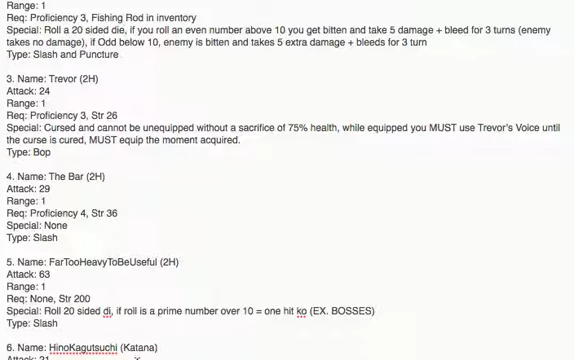 Range: 1
Req: Proficiency 3, Fishing Rod in inventory
Special: Roll a 20 sided die, if you roll an even number above 10 you get bitten and take 5 damage + bleed for 3 turns (enemy
takes no damage), if Odd below 10, enemy is bitten and takes 5 extra damage + bleeds for 3 turn
Type: Slash and Puncture
3. Name: Trevor (2H)
Attack: 24
Range: 1
Req: Proficiency 3, Str 26
Special: Cursed and cannot be unequipped without a sacrifice of 75% health, while equipped you MUST use Trevor's Voice until
the curse is cured, MUST equip the moment acquired.
Type: Bop
4. Name: The Bar (2H)
Attack: 29
Range: 1
Req: Proficiency 4, Str 36
Special: None
Type: Slash
5. Name: FarTooHeavyToBeUseful (2H)
Attack: 63
Range: 1
Req: None, Str 200
Special: Roll 20 sided di, if roll is a prime number over 10 = one hit ko (EX. BOSSES)
Type: Slash
6. Name: HinoKagutsuchi (Katana)
Attack: 21